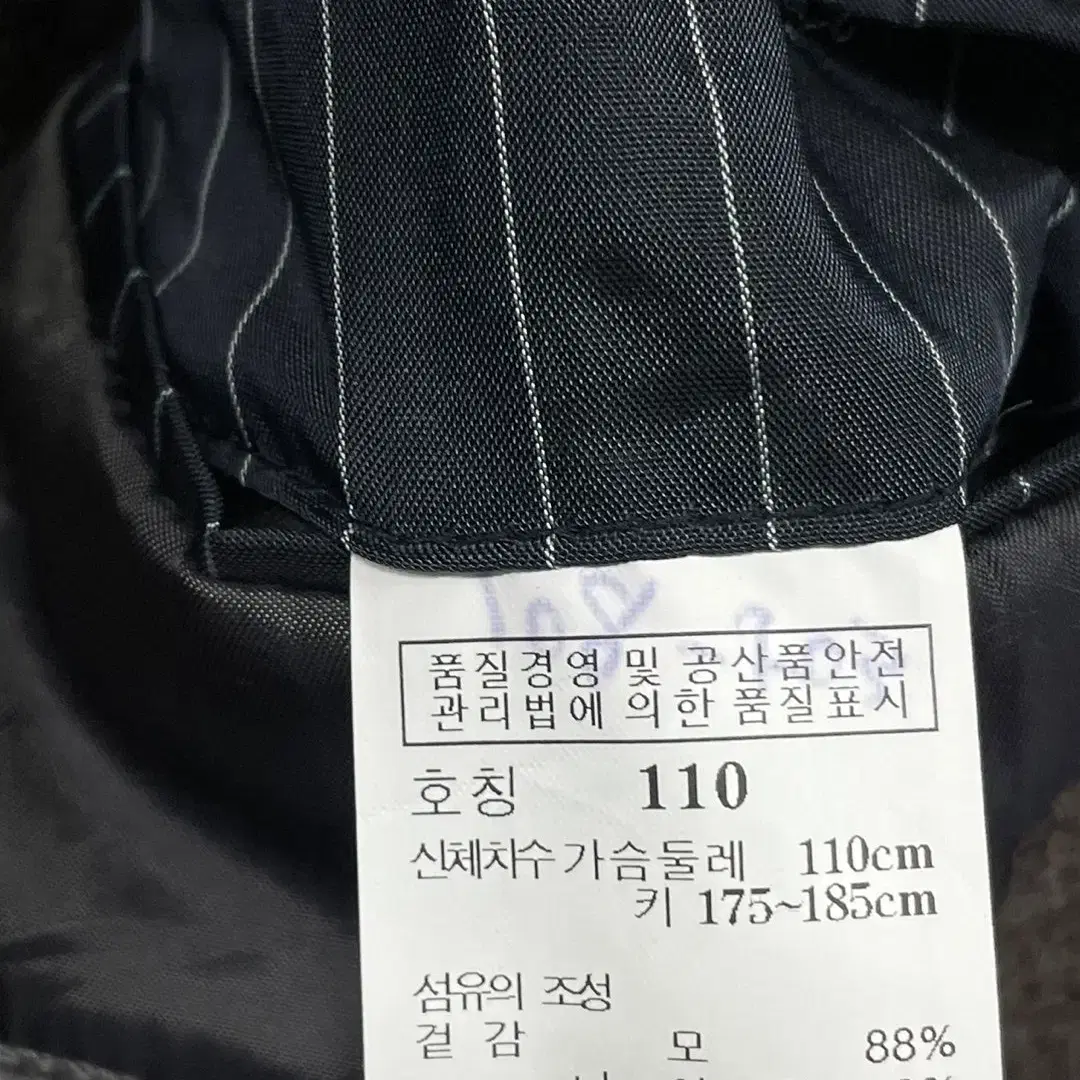 품질경영 및 공산품안전
관리법에 의한 품질표시
호칭 110
신체차수 가슴둘레 110cm
키 175~185cm
섬유의 조성
겉감 모 88%